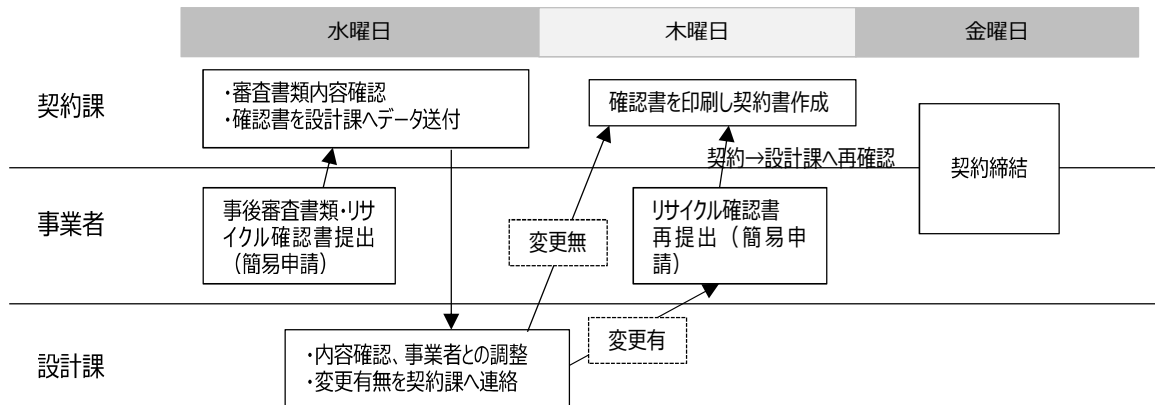 水曜日
木曜日
金曜日
契約課
・審査書類内容確認
・確認書を設計課へデータ送付
確認書を印刷し契約書作成
契約→設計課へ再確認
契約締結
事業者
事後審査書類・リサ
イクル確認書提出
（簡易申請）
変更無
リサイクル確認書
再提出（簡易申
請）
設計課
・内容確認、事業者との調整
・変更有無を契約課へ連絡
変更有